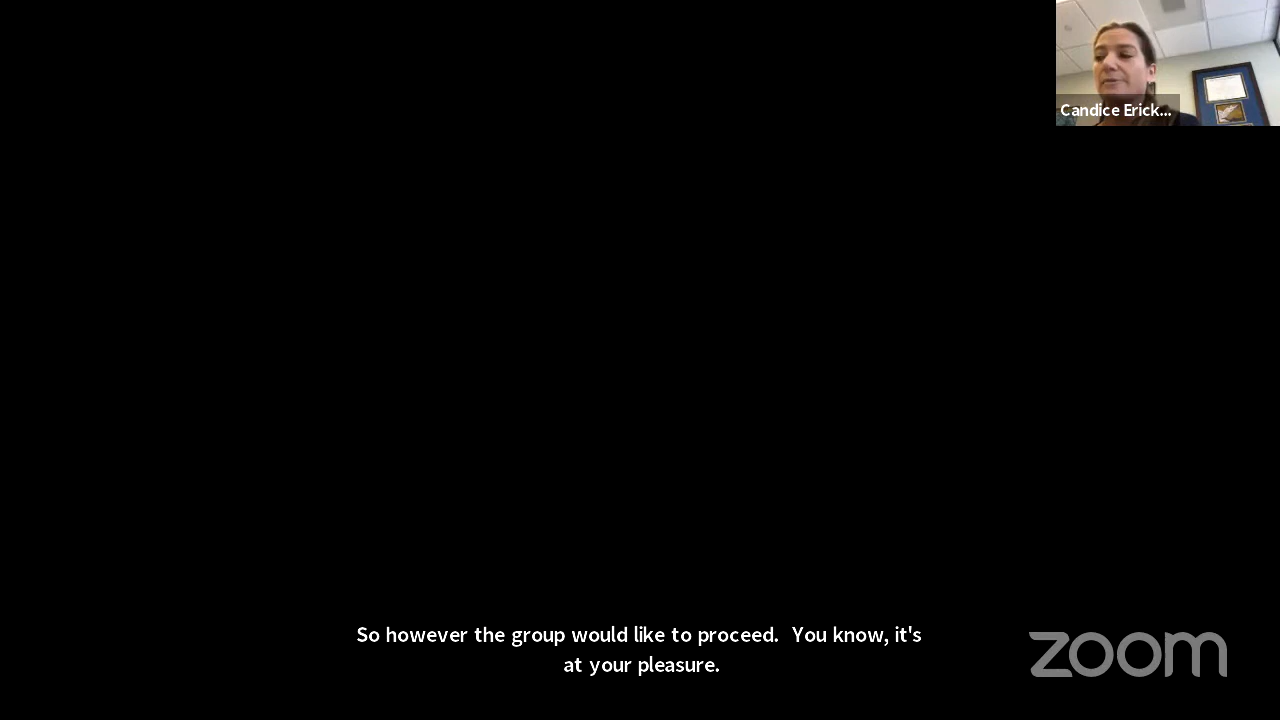 Candice Erick...
So however the group would like to proceed.  You know, it's
at your pleasure.
zoom